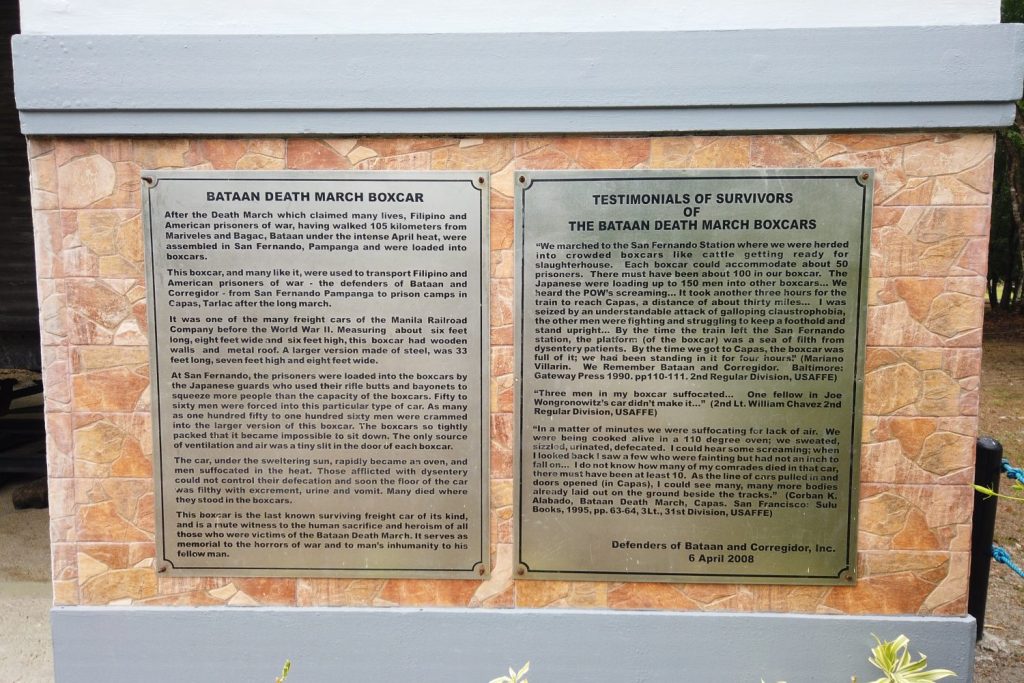 BATAAN DEATH MARCH BOXCAR
After the Death March which claimed many lives, Filipino and
American prisoners of war, having walked 105 kilometers from
Mariveles and Bagac, Bataan under the intense April heat, were
assembled in San Fernando, Pampanga and were loaded into
boxcars.
This boxcar, and many like it, were used to transport Filipino and
American prisoners of war - the defenders of Bataan and
Corregidor - from San Fernando Pampanga to prison camps in
Capas, Tarlac after the long march.
It was one of the many freight cars of the Manila Railroad
Company before the World War II. Measuring about six feet
long, eight feet wide and six feet high, this boxcar had wooden
walls and metal roof. A larger version made of steel, was 33
feet long, seven feet high and eight feet wide.
At San Fernando, the prisoners were loaded into the boxcars by
the Japanese guards who used their rifle butts and bayonets to
squeeze more people than the capacity of the boxcars. Fifty to
sixty men were forced into this particular type of car. As many
as one hundred fifty to one hundred sixty men were crammed
into the larger version of this boxcar. The boxcars so tightly
packed that it became impossible to sit down. The only source
of ventilation and air was a tiny slit in the door of each boxcar.
The car, under the sweltering sun, rapidly became an oven, and
men suffocated in the heat. Those afflicted with dysentery
could not control their defecation and soon the floor of the car
was filthy with excrement, urine and vomit. Many died where
they stood in the boxcars.
This boxcar is the last known surviving freight car of its kind,
and is a mute witness to the human sacrifice and heroism of all
those who were victims of the Bataan Death March. It serves as
memorial to the horrors of war and to man's inhumanity to his
fellow man.
TESTIMONIALS OF SURVIVORS
OF
THE BATAAN DEATH MARCH BOXCARS
"We marched to the San Fernando Station where we were herded
into crowded boxcars like cattle getting ready for
slaughterhouse. Each boxcar could accommodate about 50
prisoners. There must have been about 100 in our boxcar. The
Japanese were loading up to 150 men into other boxcars... We
heard the POW's screaming... It took another three hours for the
train to reach Capas, a distance of about thirty miles... I was
seized by an understandable attack of galloping claustrophobia,
the other men were fighting and struggling to keep a foothold and
stand upright... By the time the train left the San Fernando
station, the platform (of the boxcar) was a sea of filth from
dysentery patients. By the time we got to Capas, the boxcar was
full of it; we had been standing in it for four hours." (Mariano
Villarin. We Remember Bataan and Corregidor. Baltimore:
Gateway Press 1990, pp110-111. 2nd Regular Division, USAFFE)
"Three men in my boxcar suffocated... One fellow in Joe
Wongronowitz's car didn't make it..." (2nd Lt. William Chavez 2nd
Regular Division, USAFFE)
"In a matter of minutes we were suffocating for lack of air. We
were being cooked alive in a 110 degree oven; we sweated,
sizzled, urinated, defecated. I could hear some screaming; when
I looked back I saw a few who were fainting but had not an inch to
fall on... I do not know how many of my comrades died in that car,
there must have been at least 10. As the line of cars pulled in and
doors opened (in Capas), I could see many, many more bodies
already laid out on the ground beside the tracks." (Corban K.
Alabado, Bataan Death March, Capas. San Francisco: Sulu
Books, 1995, pp. 63-64, 3Lt., 31st Division, USAFFE)
Defenders of Bataan and Corregidor, Inc.
6 April 2008